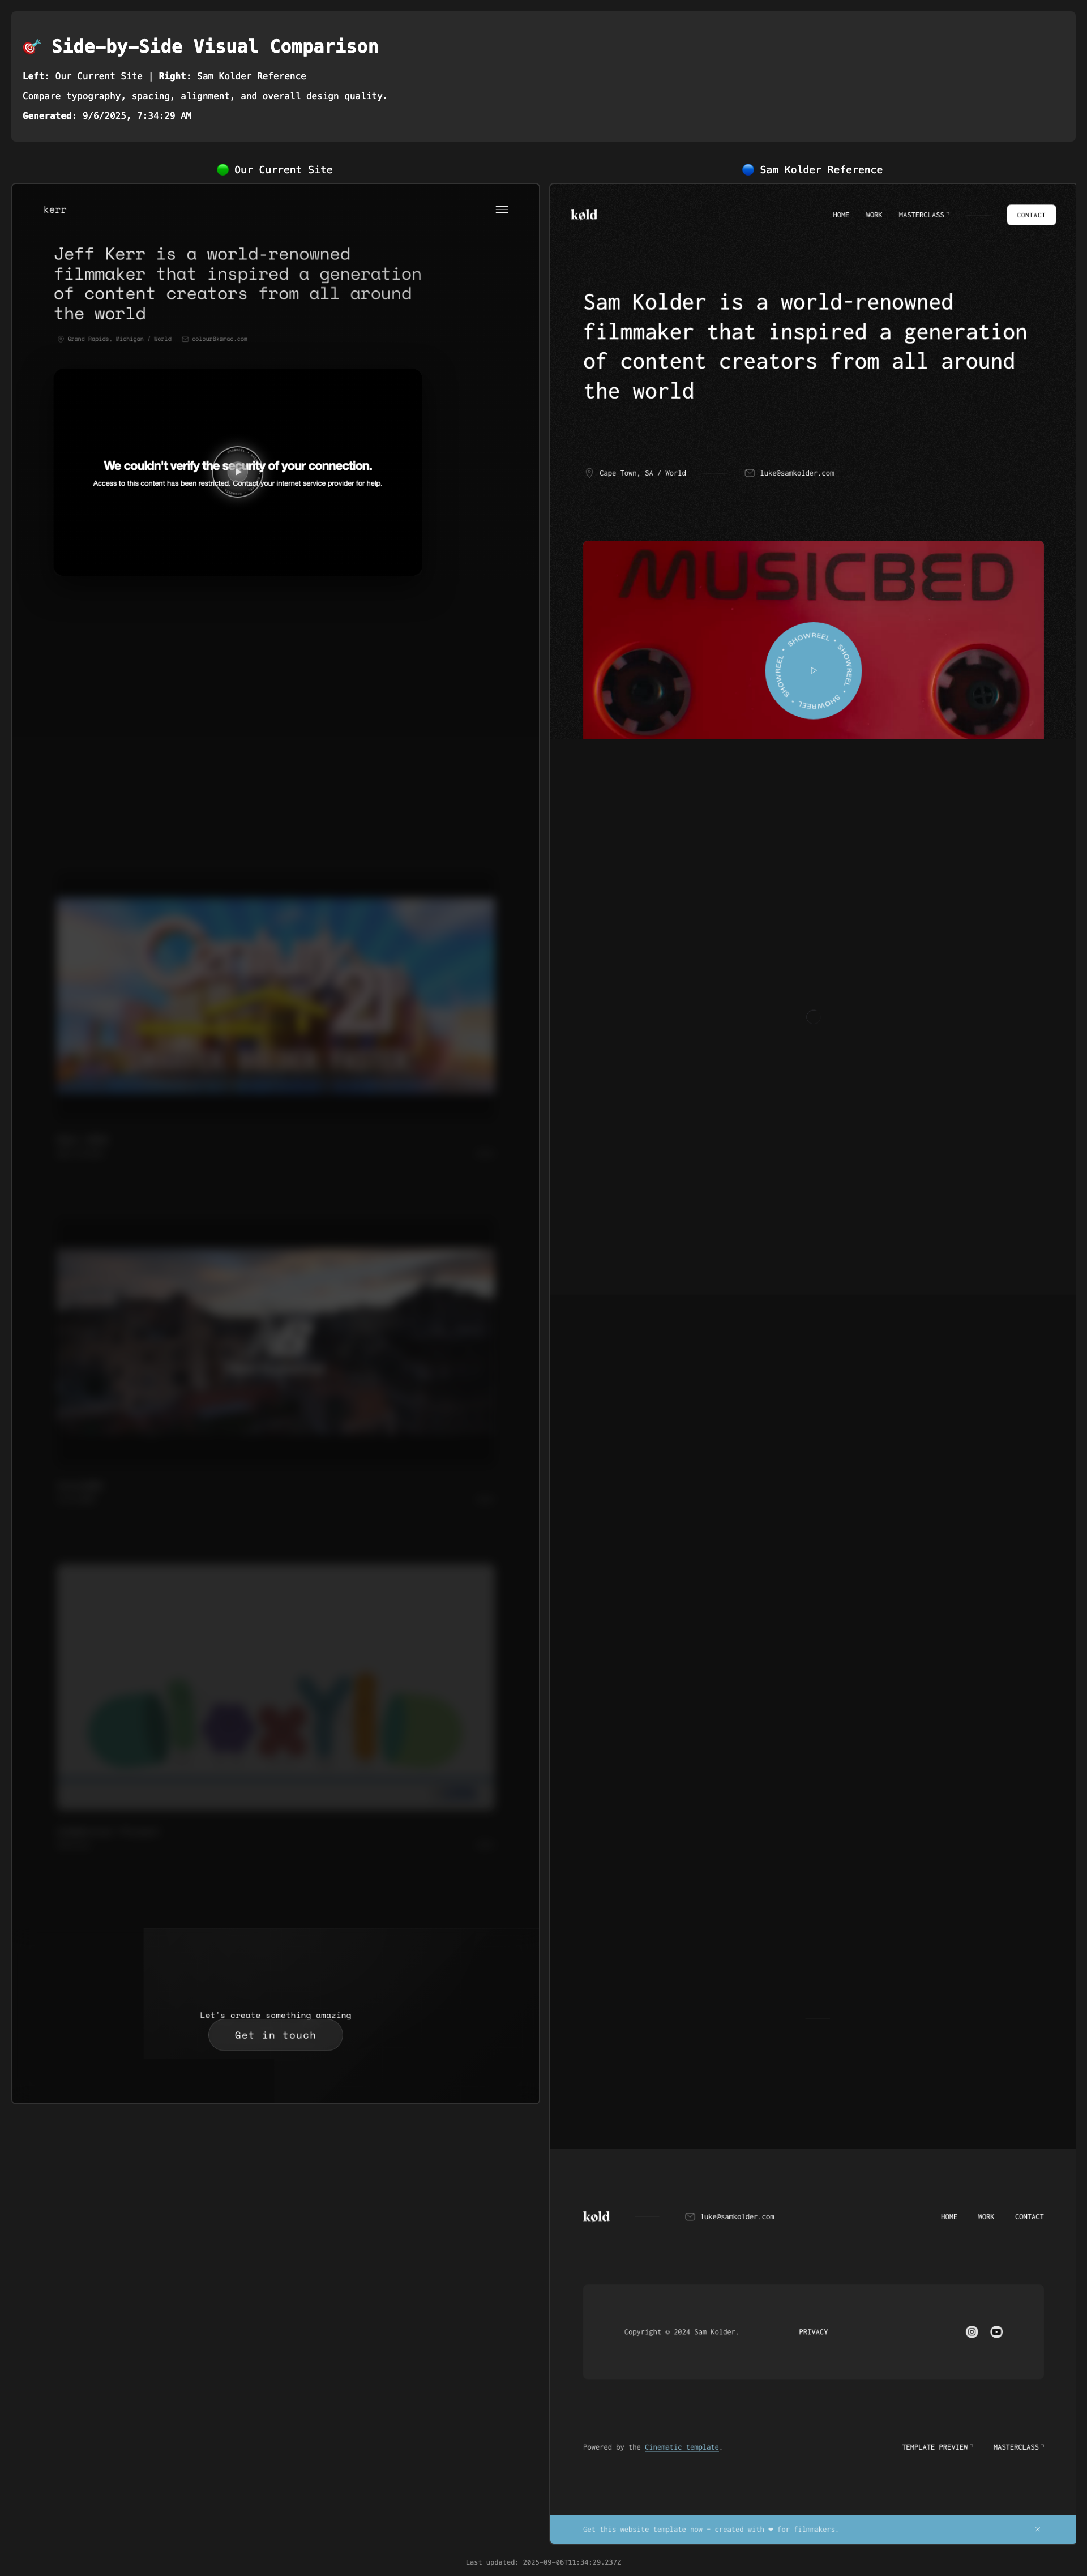 🎯 Side-by-Side Visual Comparison
Left: Our Current Site | Right: Sam Kolder Reference
Compare typography, spacing, alignment, and overall design quality.
Generated: 9/6/2025, 7:34:29 AM
🟢 Our Current Site
kerr
Jeff Kerr is a world-renowned
filmmaker that inspired a generation
of content creators from all around
the world
Grand Rapids, Michigan / World
We couldn't verify the security of your connection.
Access to this content has been restricted. Contact your internet service provider for help.
Century 21
Let's create something amazing
Get in touch
🔵 Sam Kolder Reference
køld
HOME WORK MASTERCLASS CONTACT
Sam Kolder is a world-renowned
filmmaker that inspired a generation
of content creators from all around
the world
Cape Town, SA / World luke@samkolder.com
MUSICBED
SHOWREEL • SHOWREEL • SHOWREEL • SHOWREEL •
køld luke@samkolder.com HOME WORK CONTACT
Copyright © 2024 Sam Kolder. PRIVACY
Powered by the Cinematic template. TEMPLATE PREVIEW MASTERCLASS
Get this website template now – created with ❤ for filmmakers. ×
Last updated: 2025-09-06T11:34:29.237Z